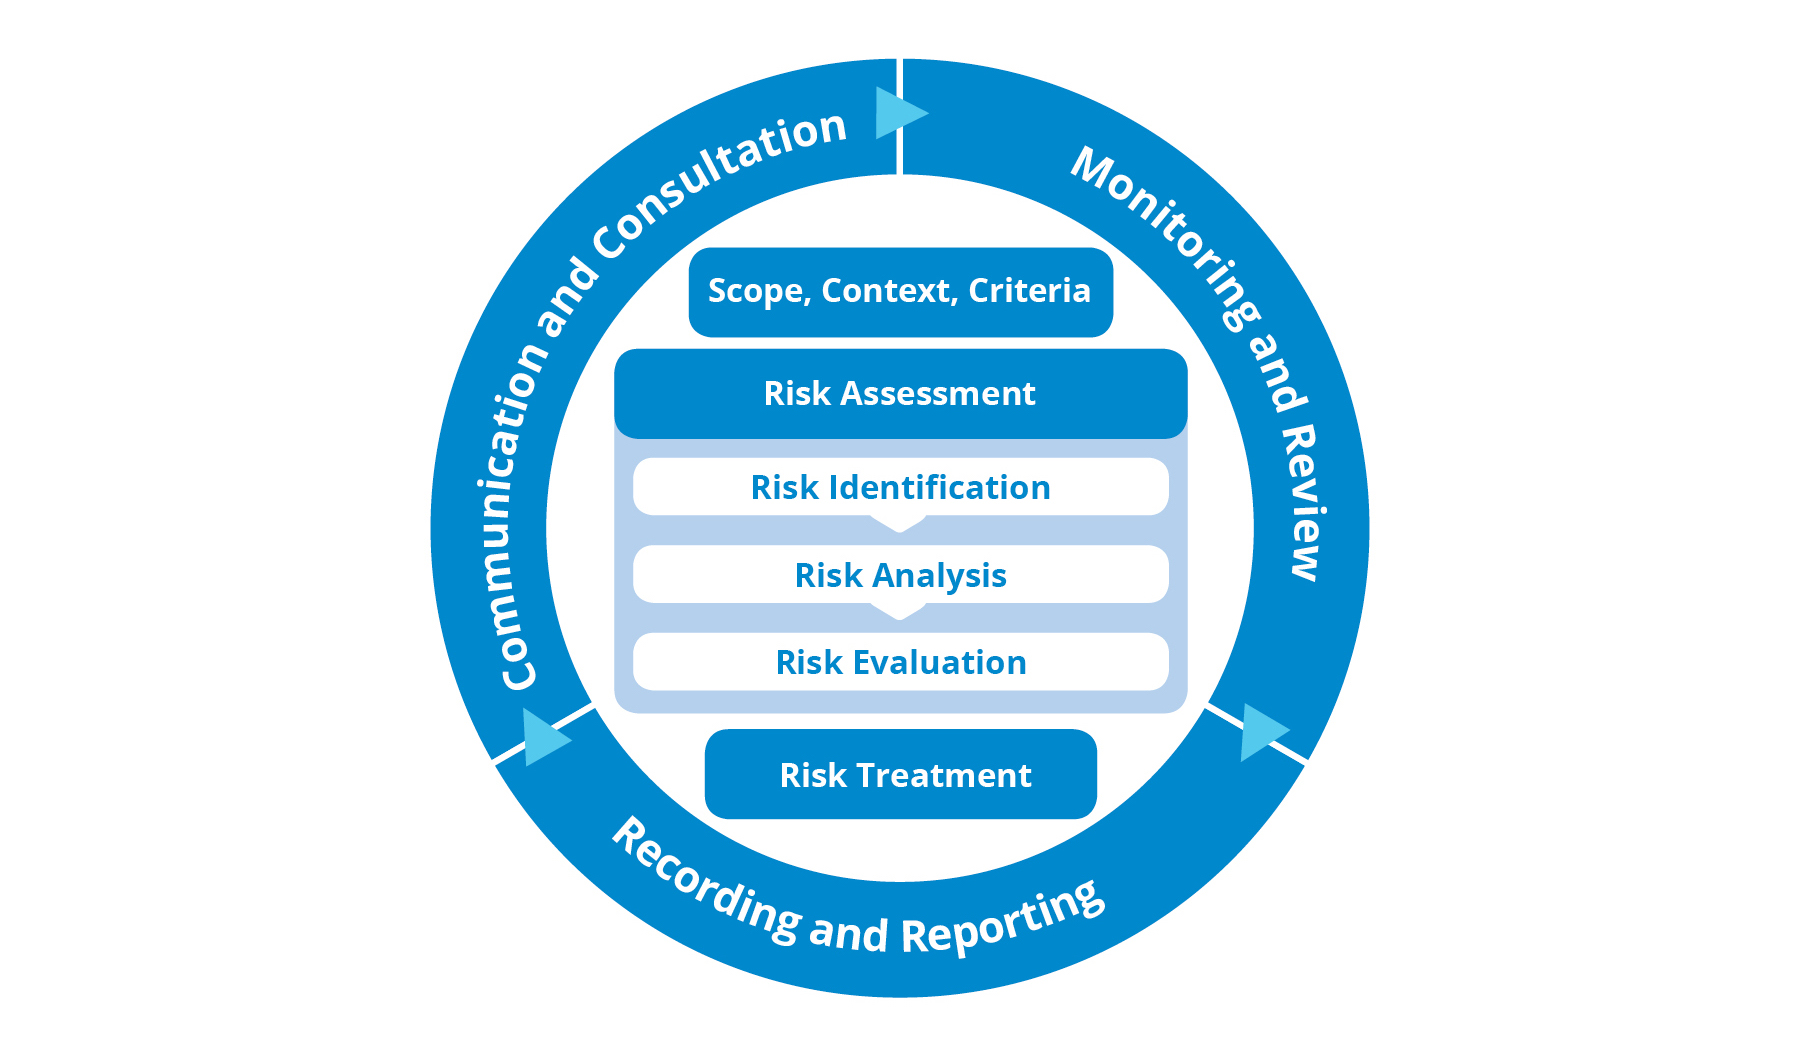 Communication and Consultation
Monitoring and Review
Scope, Context, Criteria
Risk Assessment
Risk Identification
Risk Analysis
Risk Evaluation
Risk Treatment
Recording and Reporting